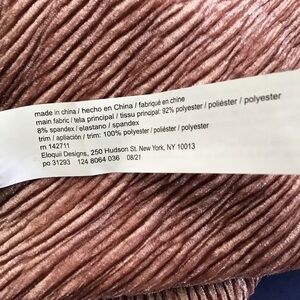 made in china / hecho en China / fabriqué en chine
main fabric / tela principal / tissu principal: 92% polyester / poliéster / polyester
8% spandex / elastano / spandex
trim / apliación / trim: 100% polyester / poliéster / polyester
rn 142711
Eloquii Designs, 250 Hudson St. New York, NY 10013
po 31293 124 8064 036 08/21